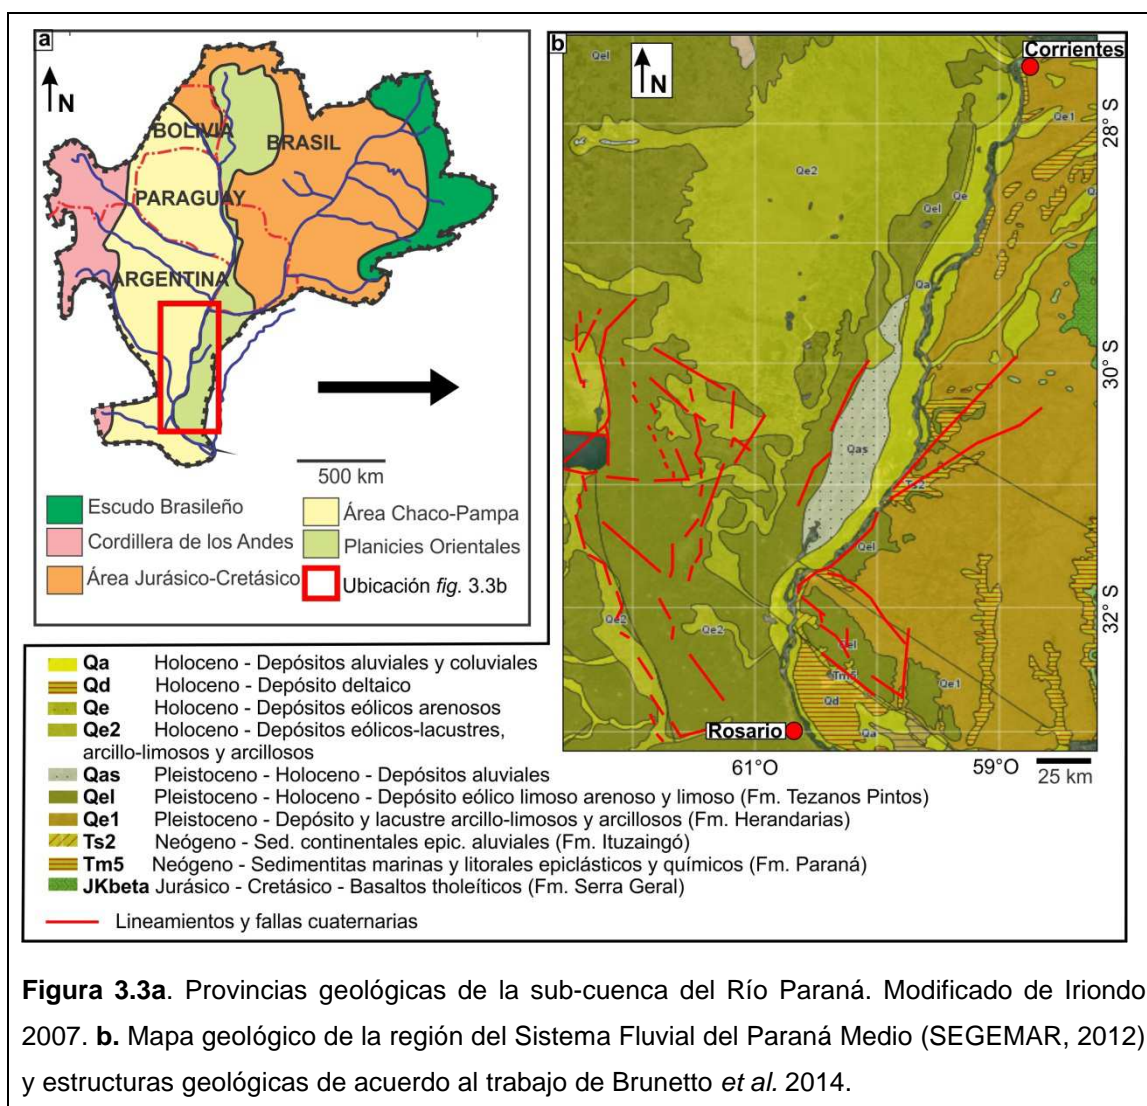 a
N
BOLIVIA
BRASIL
PARAGUAY
ARGENTINA
500 km
Escudo Brasileño
Cordillera de los Andes
Área Jurásico-Cretásico
Área Chaco-Pampa
Planicies Orientales
Ubicación fig. 3.3b
b
N
Qel
Corrientes
Qe1
28° S
Qe2
Qe
Qel
Qa
30° S
Qas
Ts2
Qel
32° S
Qe2
Qe2
Tm5
Qe1
Qd
Qa
Rosario
61°O
59°O
25 km
Qa Holoceno - Depósitos aluviales y coluviales
Qd Holoceno - Depósito deltaico
Qe Holoceno - Depósitos eólicos arenosos
Qe2 Holoceno - Depósitos eólicos-lacustres,
arcillo-limosos y arcillosos
Qas Pleistoceno - Holoceno - Depósitos aluviales
Qel Pleistoceno - Holoceno - Depósito eólico limoso arenoso y limoso (Fm. Tezanos Pintos)
Qe1 Pleistoceno - Depósito y lacustre arcillo-limosos y arcillosos (Fm. Herandarias)
Ts2 Neógeno - Sed. continentales epic. aluviales (Fm. Ituzaingó)
Tm5 Neógeno - Sedimentitas marinas y litorales epiclásticos y químicos (Fm. Paraná)
JKbeta Jurásico - Cretásico - Basaltos tholeíticos (Fm. Serra Geral)
Lineamientos y fallas cuaternarias
Figura 3.3a. Provincias geológicas de la sub-cuenca del Río Paraná. Modificado de Iriondo
2007. b. Mapa geológico de la región del Sistema Fluvial del Paraná Medio (SEGEMAR, 2012)
y estructuras geológicas de acuerdo al trabajo de Brunetto et al. 2014.